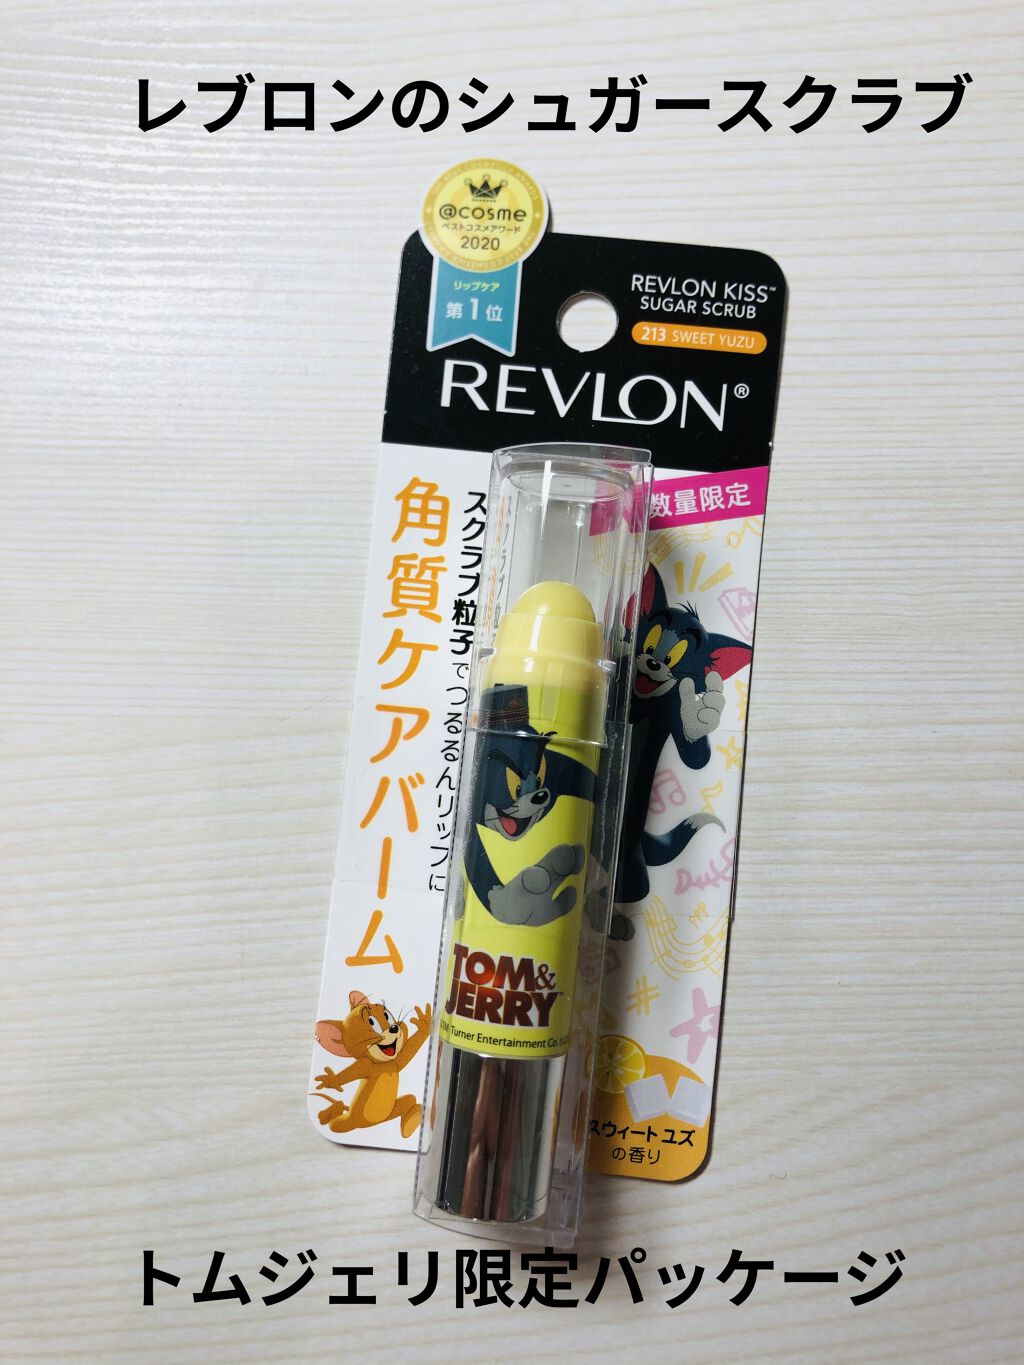 レブロンのシュガースクラブ
@cosme
ベストコスメアワード
2020
リップケア
第1位
REVLON KISS™
SUGAR SCRUB
213 SWEET YUZU
REVLON®
数量限定
角質ケアバーム
スクラブ粒子でつるるんリップに
TOM&
JERRY™
Turner Entertainment Co.
スウィート ユズ
の香り
トムジェリ限定パッケージ